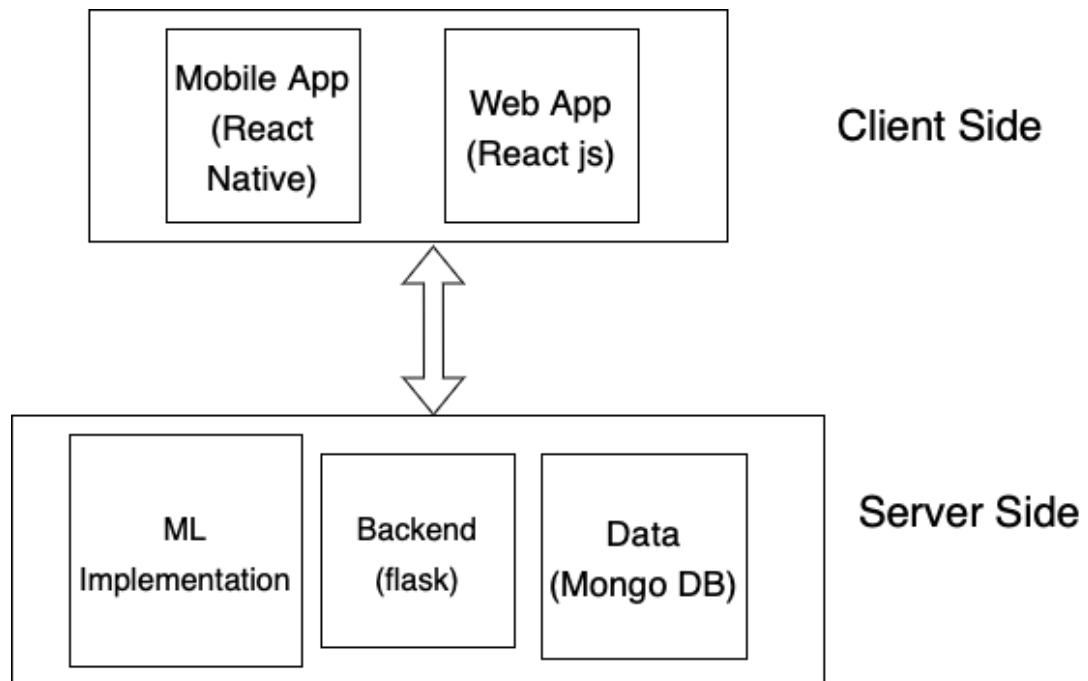 Mobile App
(React
Native)
Web App
(React js)
Client Side
ML
Implementation
Backend
(flask)
Data
(Mongo DB)
Server Side